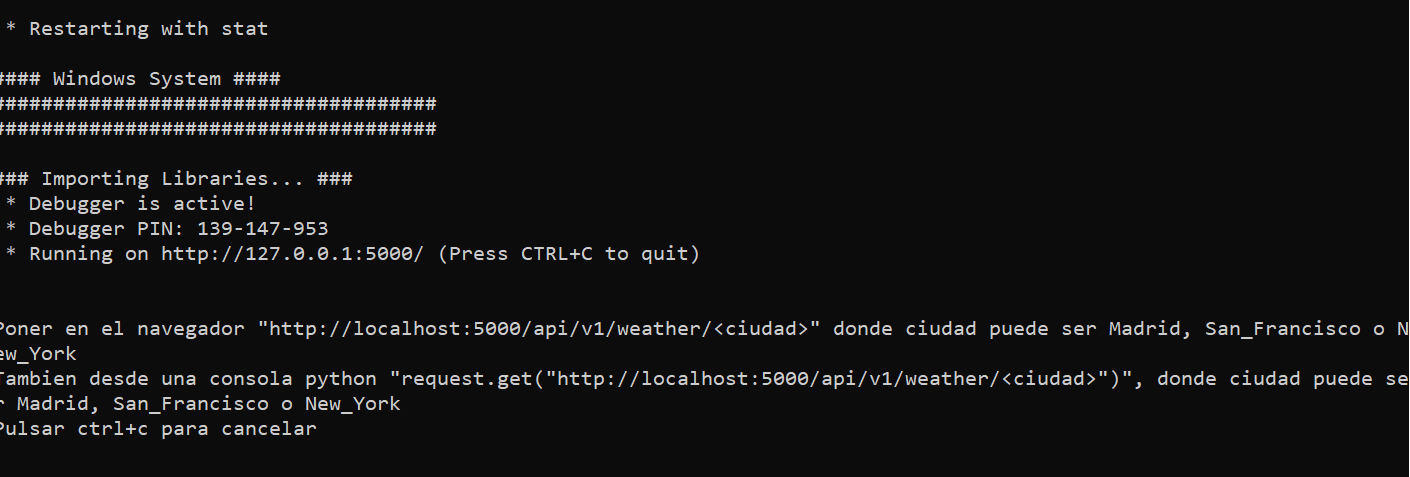 * Restarting with stat
#### Windows System ####
#####################################
#####################################
### Importing Libraries... ###
* Debugger is active!
* Debugger PIN: 139-147-953
* Running on http://127.0.0.1:5000/ (Press CTRL+C to quit)
Poner en el navegador "http://localhost:5000/api/v1/weather/<ciudad>" donde ciudad puede ser Madrid, San_Francisco o N
ew_York
Tambien desde una consola python "request.get("http://localhost:5000/api/v1/weather/<ciudad>")", donde ciudad puede se
r Madrid, San_Francisco o New_York
Pulsar ctrl+c para cancelar